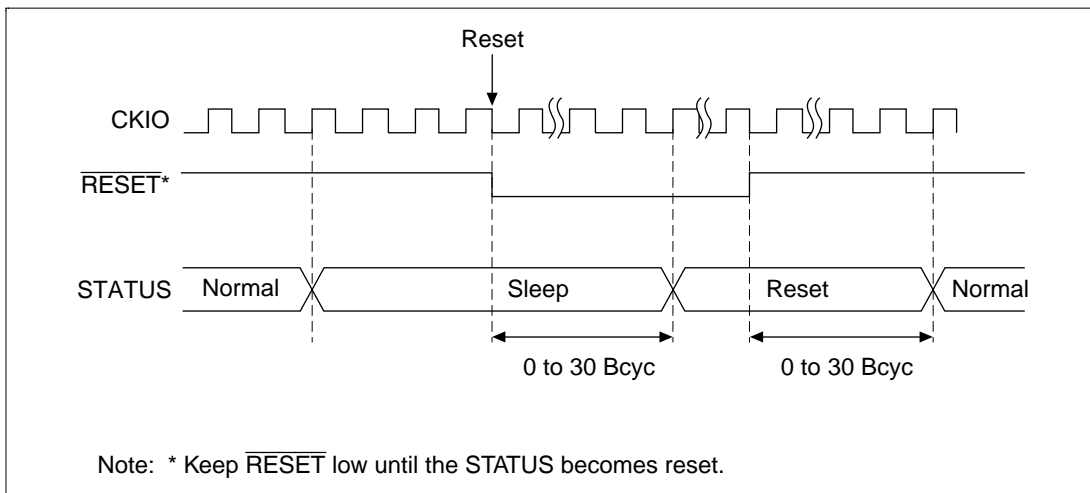 Reset
CKIO
RESET*
STATUS Normal Sleep Reset Normal
0 to 30 Bcyc 0 to 30 Bcyc
Note: * Keep RESET low until the STATUS becomes reset.